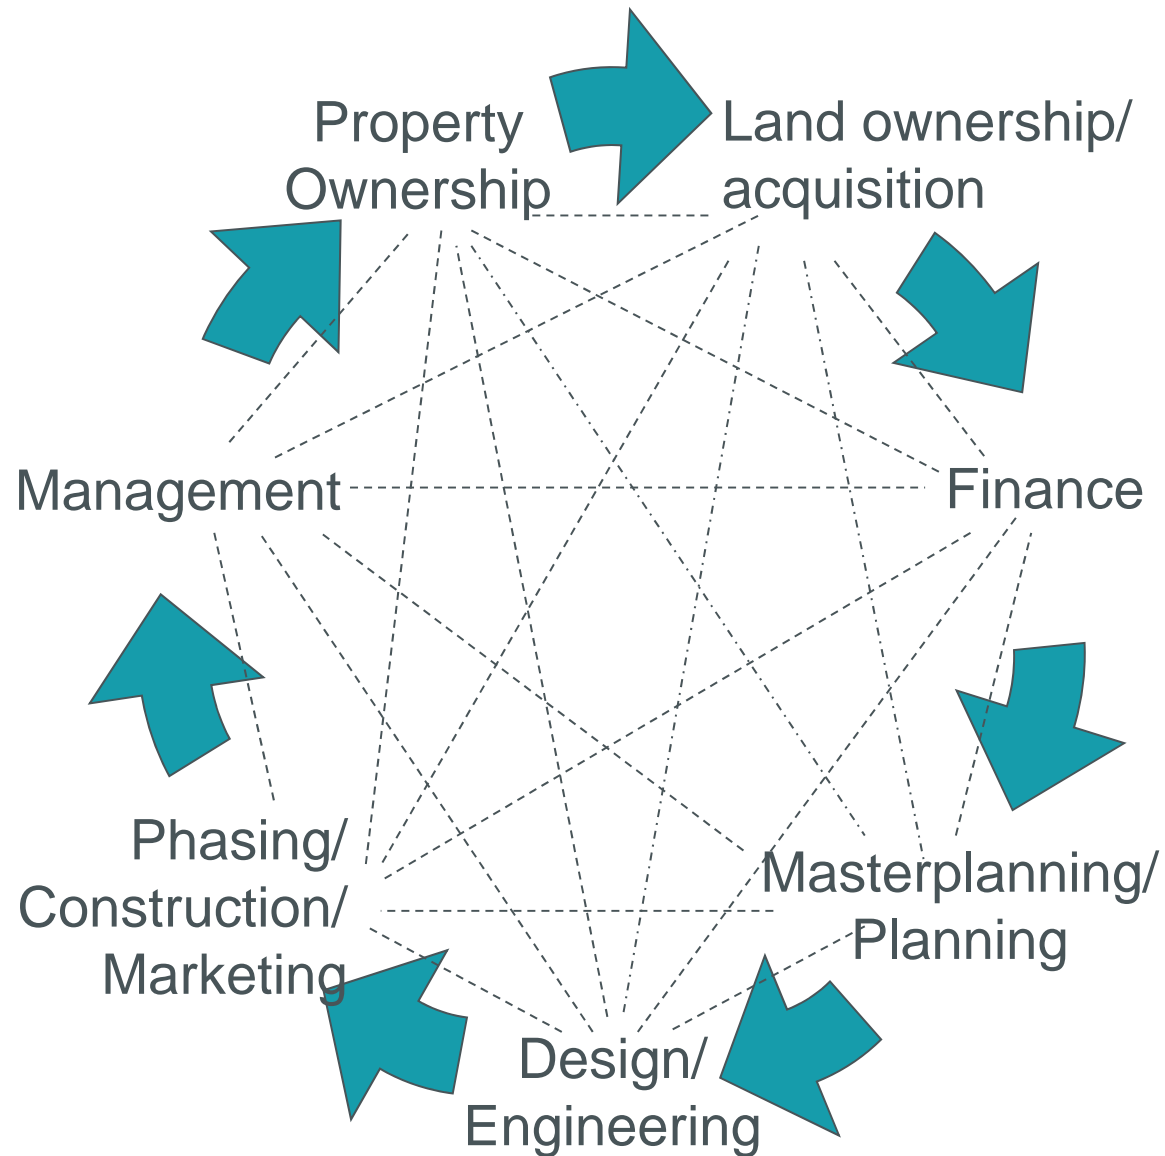 Property
Ownership
Land ownership/
acquisition
Finance
Masterplanning/
Planning
Design/
Engineering
Phasing/
Construction/
Marketing
Management